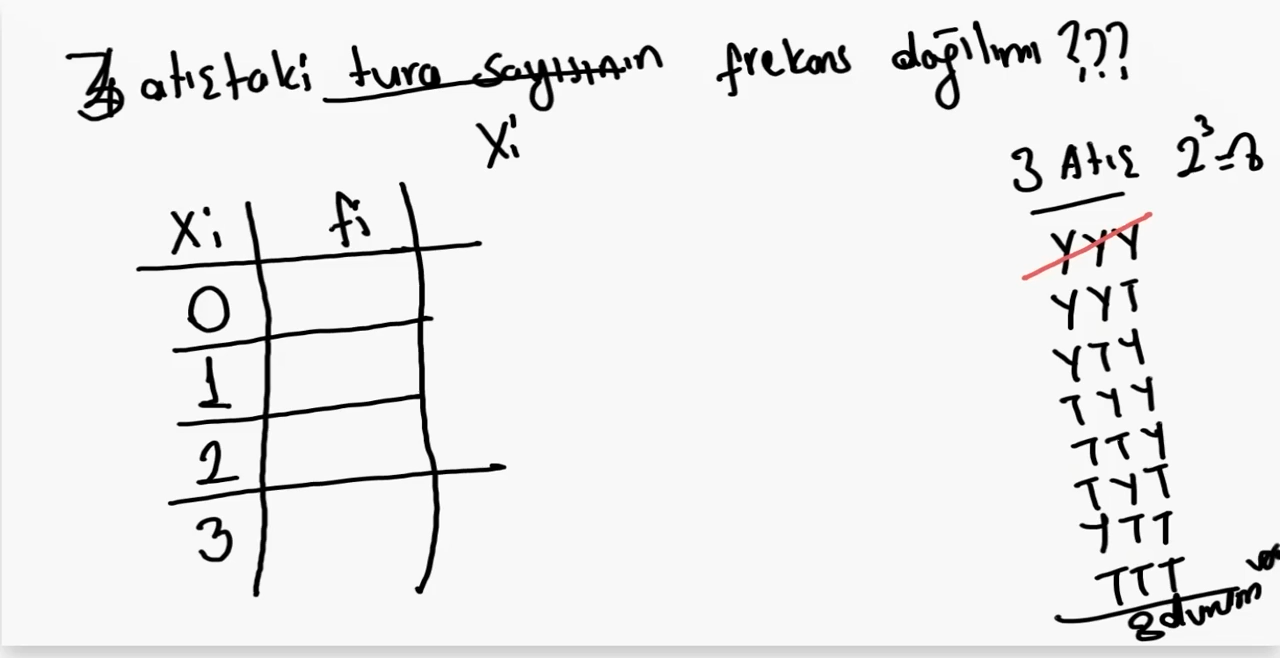 3 atıştaki tura sayısının frekans dağılımı ???
Xi
3 Atış 2³=8
Xi fi
0
1
2
3
YYY
YYT
YTY
TYY
TTY
TYT
YTT
TTT
8 durum var